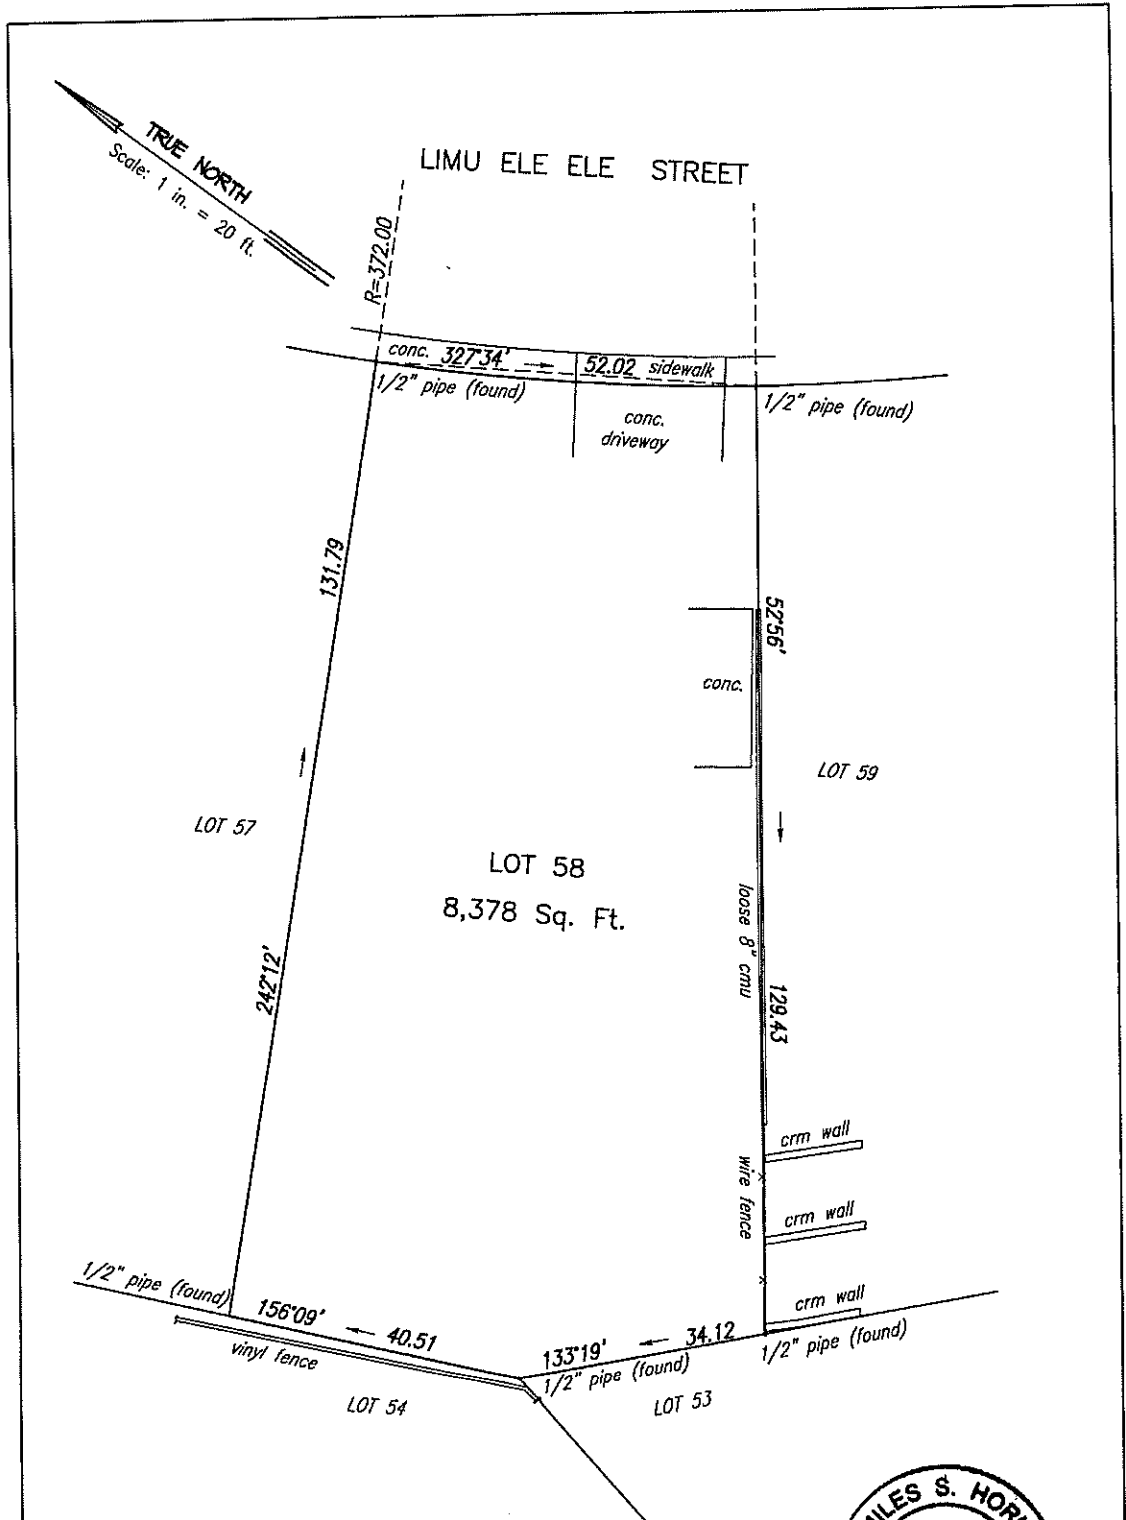 TRUE NORTH
Scale: 1 in. = 20 ft.
LIMU ELE ELE STREET
R=372.00
conc. 327°34' 52.02 sidewalk
1/2" pipe (found)
1/2" pipe (found)
conc.
driveway
131.79
52°56'
conc.
LOT 59
LOT 57
LOT 58
8,378 Sq. Ft.
loose 8" cmu
242°12'
129.43
crm wall
wire fence
crm wall
crm wall
1/2" pipe (found)
156°09' 40.51
vinyl fence
133°19' 34.12
1/2" pipe (found)
1/2" pipe (found)
LOT 54
LOT 53
MILES S. HOR